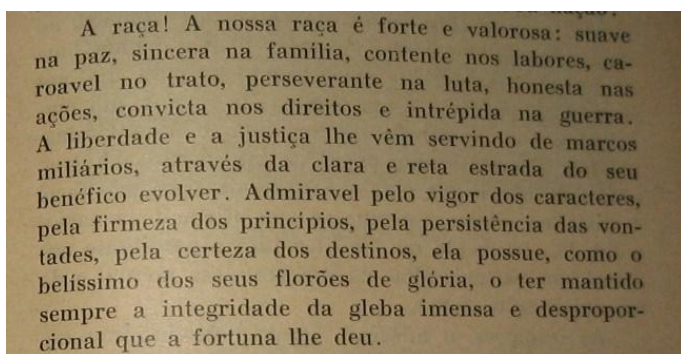 A raça! A nossa raça é forte e valorosa: suave
na paz, sincera na familia, contente nos labores, ca-
roavel no trato, perseverante na luta, honesta nas
ações, convicta nos direitos e intrépida na guerra.
A liberdade e a justiça lhe vêm servindo de marcos
miliários, através da clara e reta estrada do seu
benéfico evolver. Admiravel pelo vigor dos caracteres,
pela firmeza dos principios, pela persistência das von-
tades, pela certeza dos destinos, ela possue, como o
belíssimo dos seus florões de glória, o ter mantido
sempre a integridade da gleba imensa e despropor-
cional que a fortuna lhe deu.